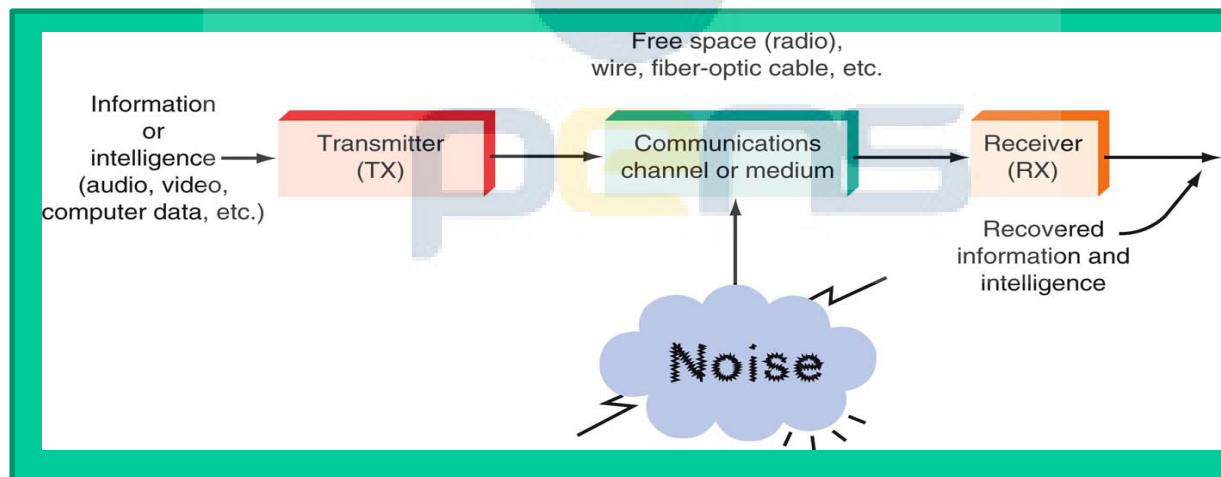 Free space (radio),
wire, fiber-optic cable, etc.
Information
or
intelligence
(audio, video,
computer data, etc.)
Transmitter
(TX)
Communications
channel or medium
Receiver
(RX)
Recovered
information and
intelligence
Noise
pens